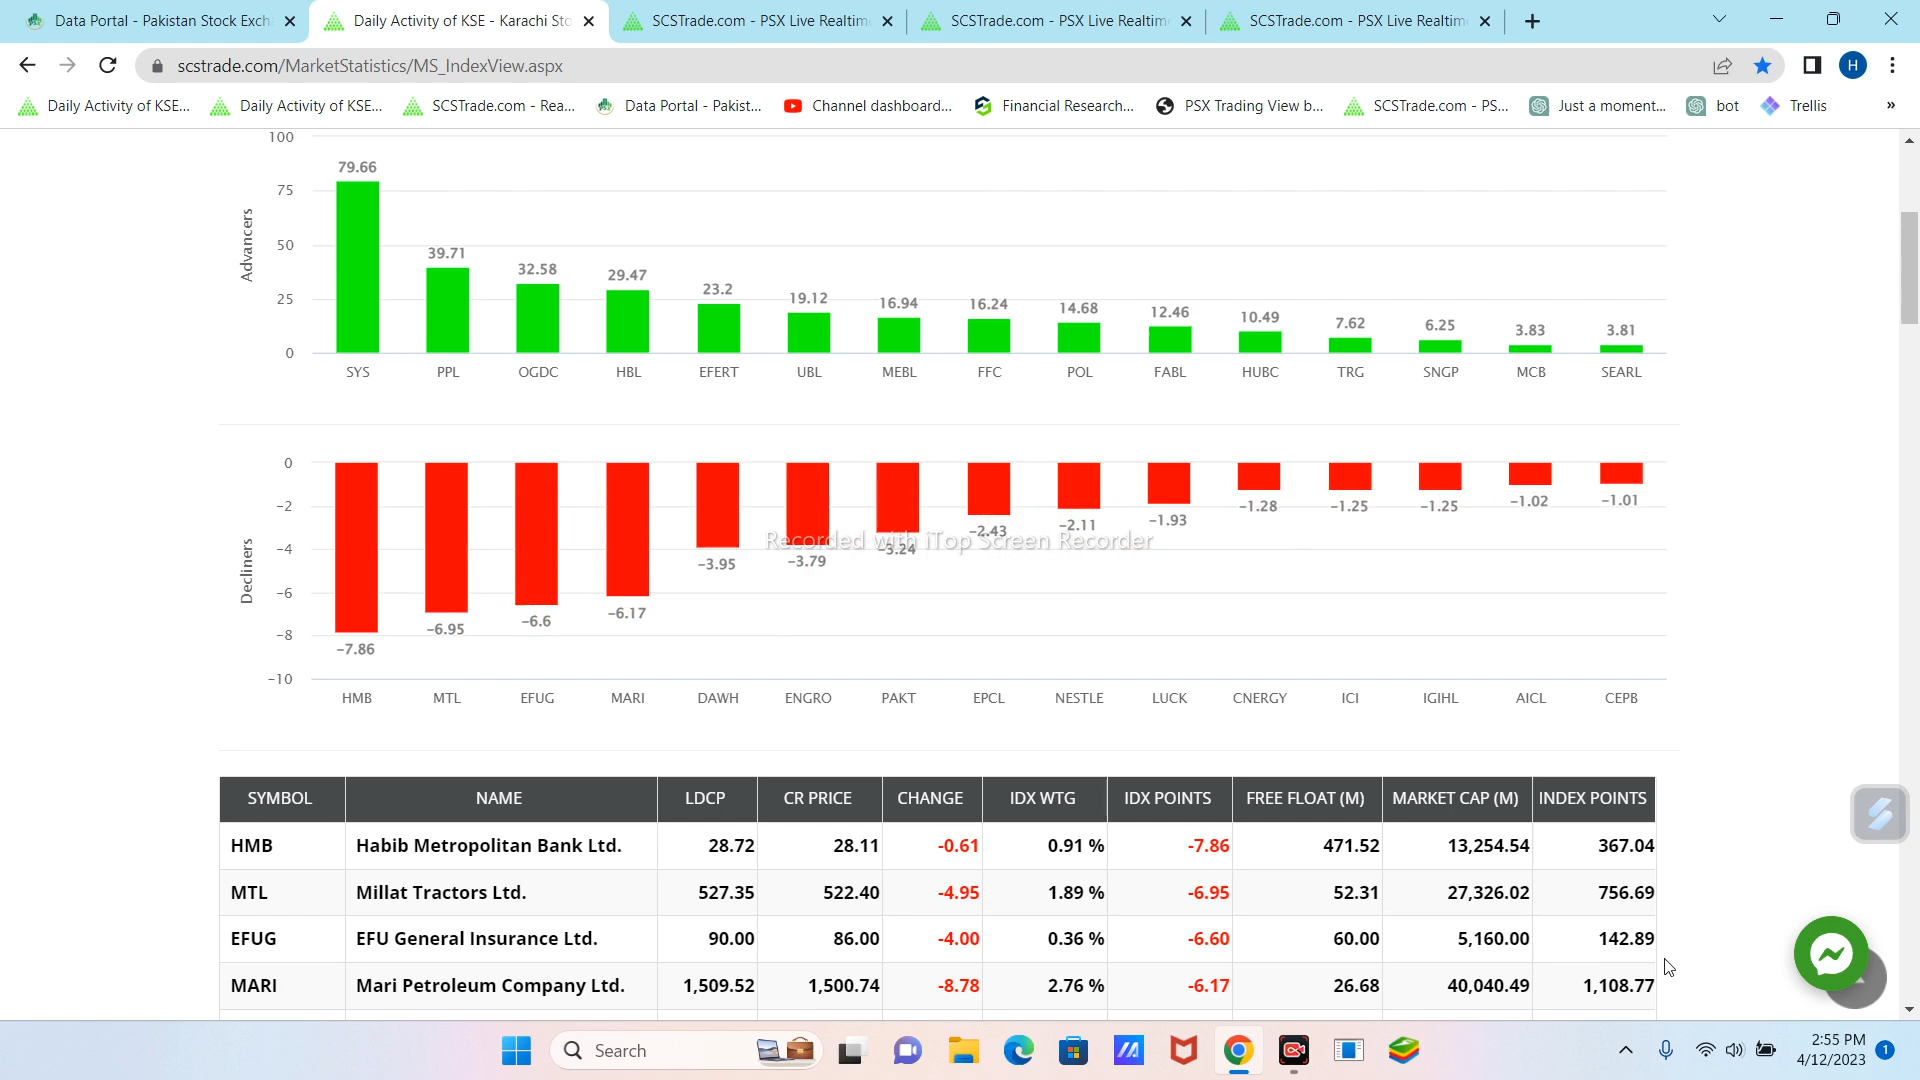 Data Portal - Pakistan Stock Exch
Daily Activity of KSE - Karachi Sto
SCSTrade.com - PSX Live Realtim
SCSTrade.com - PSX Live Realtim
SCSTrade.com - PSX Live Realtim
scstrade.com/MarketStatistics/MS_IndexView.aspx
H
Daily Activity of KSE...
Daily Activity of KSE...
SCSTrade.com - Rea...
Data Portal - Pakist...
Channel dashboard...
Financial Research...
PSX Trading View b...
SCSTrade.com - PS...
Just a moment...
bot
Trellis
»
100
75
50
25
0
Advancers
79.66
39.71
32.58
29.47
23.2
19.12
16.94
16.24
14.68
12.46
10.49
7.62
6.25
3.83
3.81
SYS PPL OGDC HBL EFERT UBL MEBL FFC POL FABL HUBC TRG SNGP MCB SEARL
0
-2
-4
-6
-8
-10
Decliners
-7.86
-6.95
-6.6
-6.17
-3.95
-3.79
-3.24
-2.43
-2.11
-1.93
-1.28
-1.25
-1.25
-1.02
-1.01
Recorded with iTop Screen Recorder
HMB MTL EFUG MARI DAWH ENGRO PAKT EPCL NESTLE LUCK CNERGY ICI IGIHL AICL CEPB
SYMBOL NAME LDCP CR PRICE CHANGE IDX WTG IDX POINTS FREE FLOAT (M) MARKET CAP (M) INDEX POINTS
HMB Habib Metropolitan Bank Ltd. 28.72 28.11 -0.61 0.91 % -7.86 471.52 13,254.54 367.04
MTL Millat Tractors Ltd. 527.35 522.40 -4.95 1.89 % -6.95 52.31 27,326.02 756.69
EFUG EFU General Insurance Ltd. 90.00 86.00 -4.00 0.36 % -6.60 60.00 5,160.00 142.89
MARI Mari Petroleum Company Ltd. 1,509.52 1,500.74 -8.78 2.76 % -6.17 26.68 40,040.49 1,108.77
Search
2:55 PM
4/12/2023
1